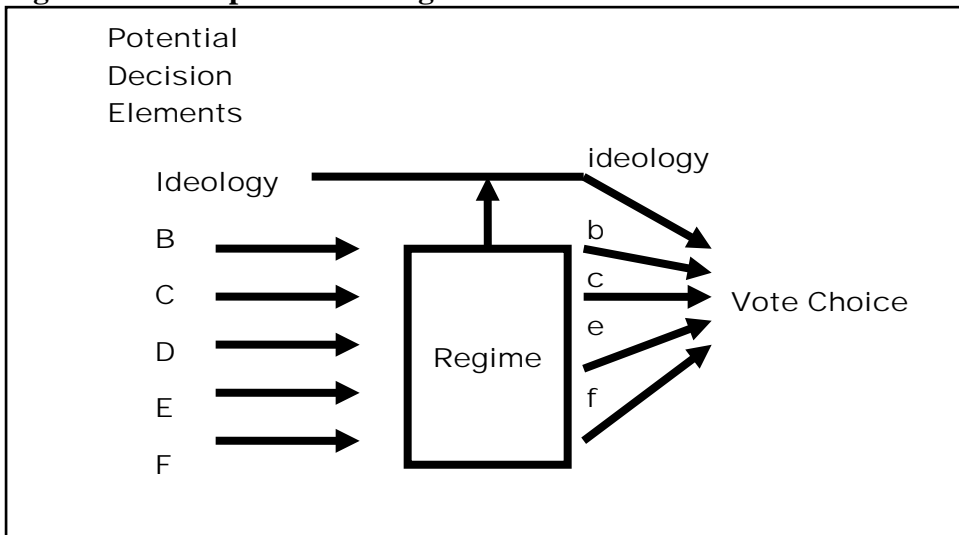 Potential
Decision
Elements
Ideology
ideology
B
b
C
c
Vote Choice
D
e
Regime
E
f
F